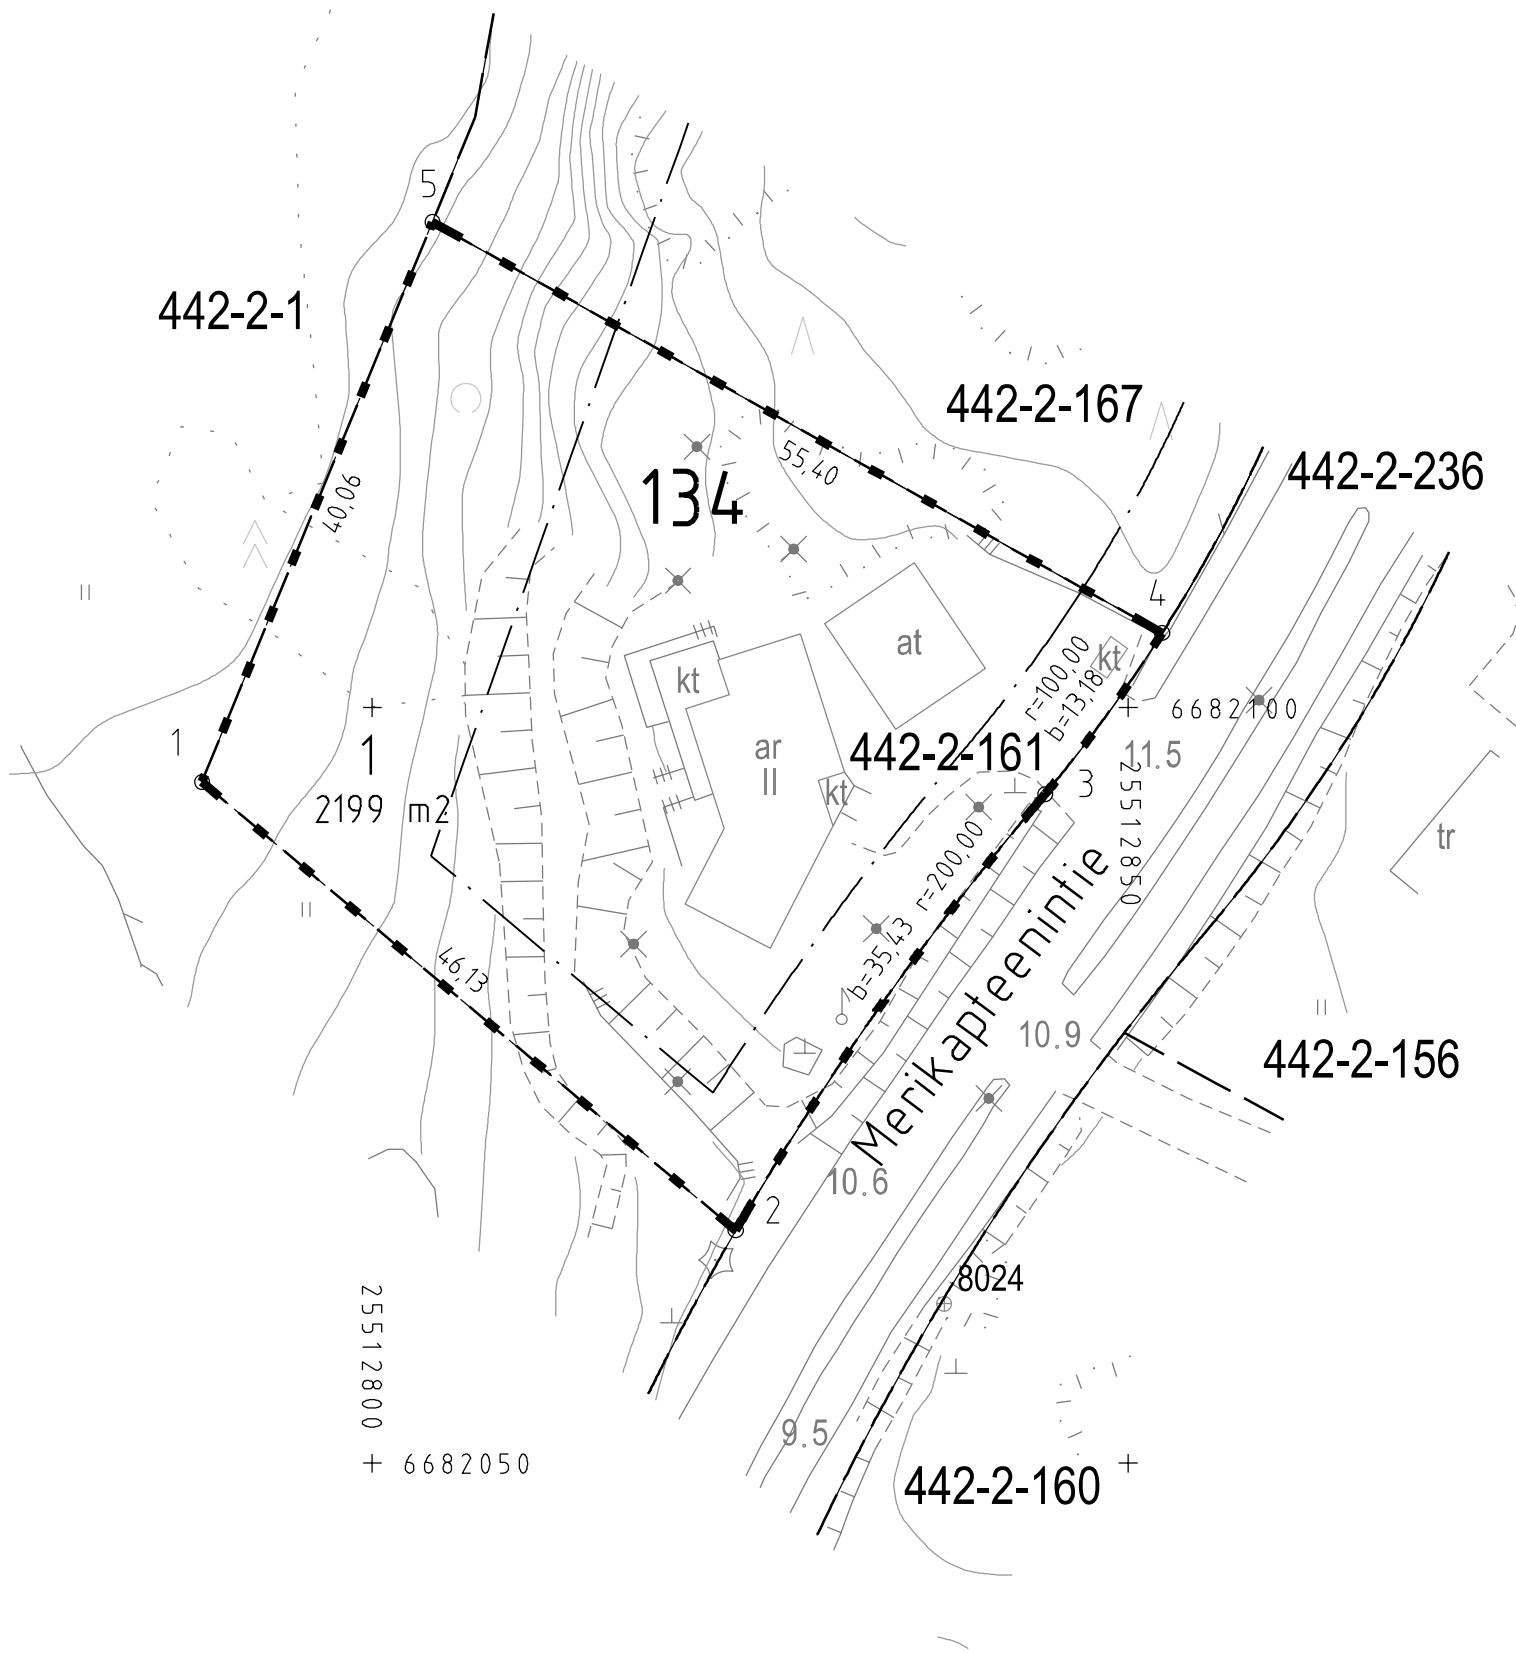 5
442-2-1
442-2-167
442-2-236
55,40
134
40,06
4
at
r=100,00
b=13,18
kt
kt
6682100
1
1
ar
II
442-2-161
11.5
3
25512850
kt
2199 m2
tr
r=200,00
b=35,43
Merikapteenintie
46,13
10.9
442-2-156
10.6
2
8024
25512800
9.5
6682050
442-2-160